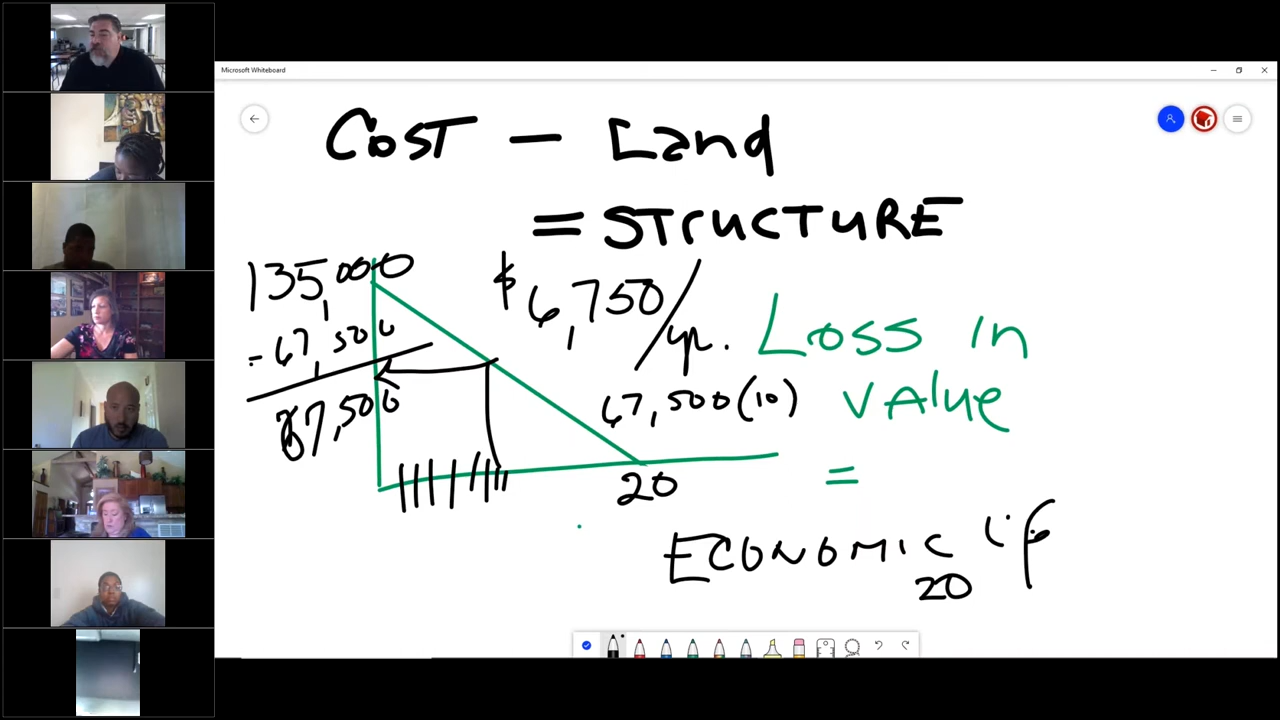 Microsoft Whiteboard
COST - Land
= STRUCTURE
135,000
- 67,500
67,500
$6,750/yr.
67,500(10)
20
Loss in
value
=
ECONOMIC life
20